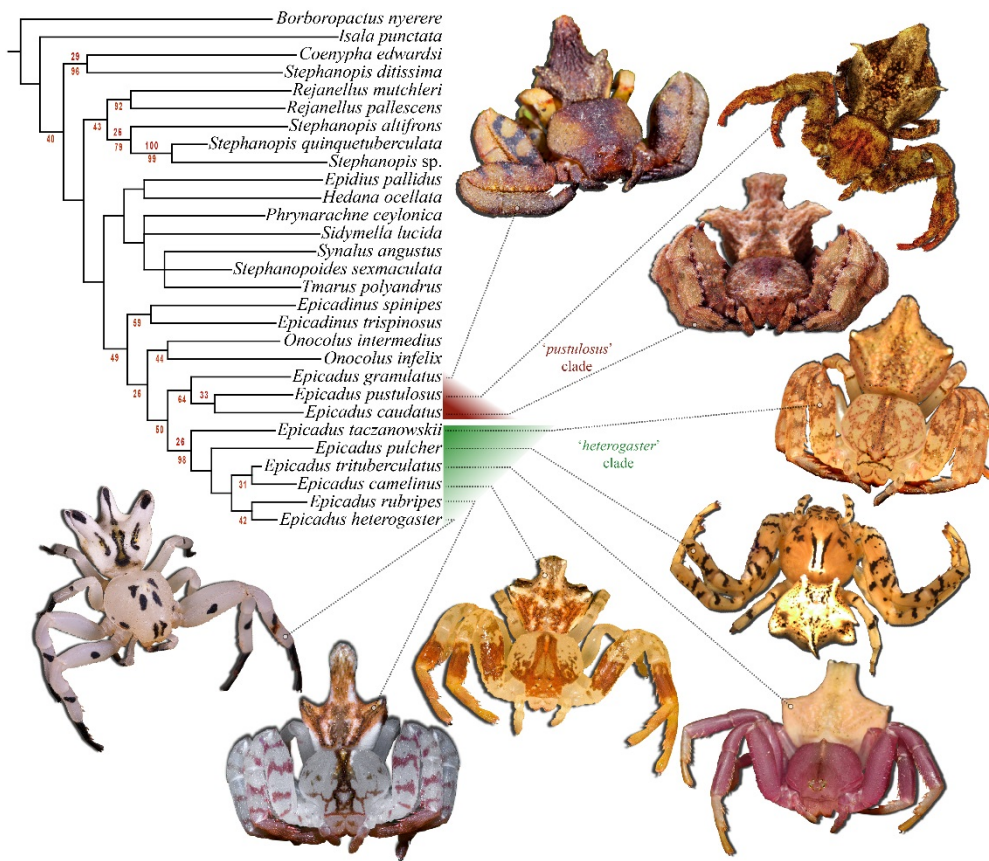 Borboropactus nyerere
Isala punctata
29
Coenypha edwardsi
96
Stephanopis ditissima
Rejanellus mutchleri
92
Rejanellus pallescens
40
43
26
Stephanopis altifrons
79
100
Stephanopis quinquetuberculata
99
Stephanopis sp.
Epidius pallidus
Hedana ocellata
Phrynarachne ceylonica
Sidymella lucida
Synalus angustus
Stephanopoides sexmaculata
Tmarus polyandrus
Epicadinus spinipes
59
Epicadinus trispinosus
Onocolus intermedius
49
44
Onocolus infelix
'pustulosus'
clade
Epicadus granulatus
25
64
33
Epicadus pustulosus
Epicadus caudatus
50
26
Epicadus taczanowskii
'heterogaster'
clade
98
Epicadus pulcher
Epicadus trituberculatus
31
Epicadus camelinus
Epicadus rubripes
42
Epicadus heterogaster